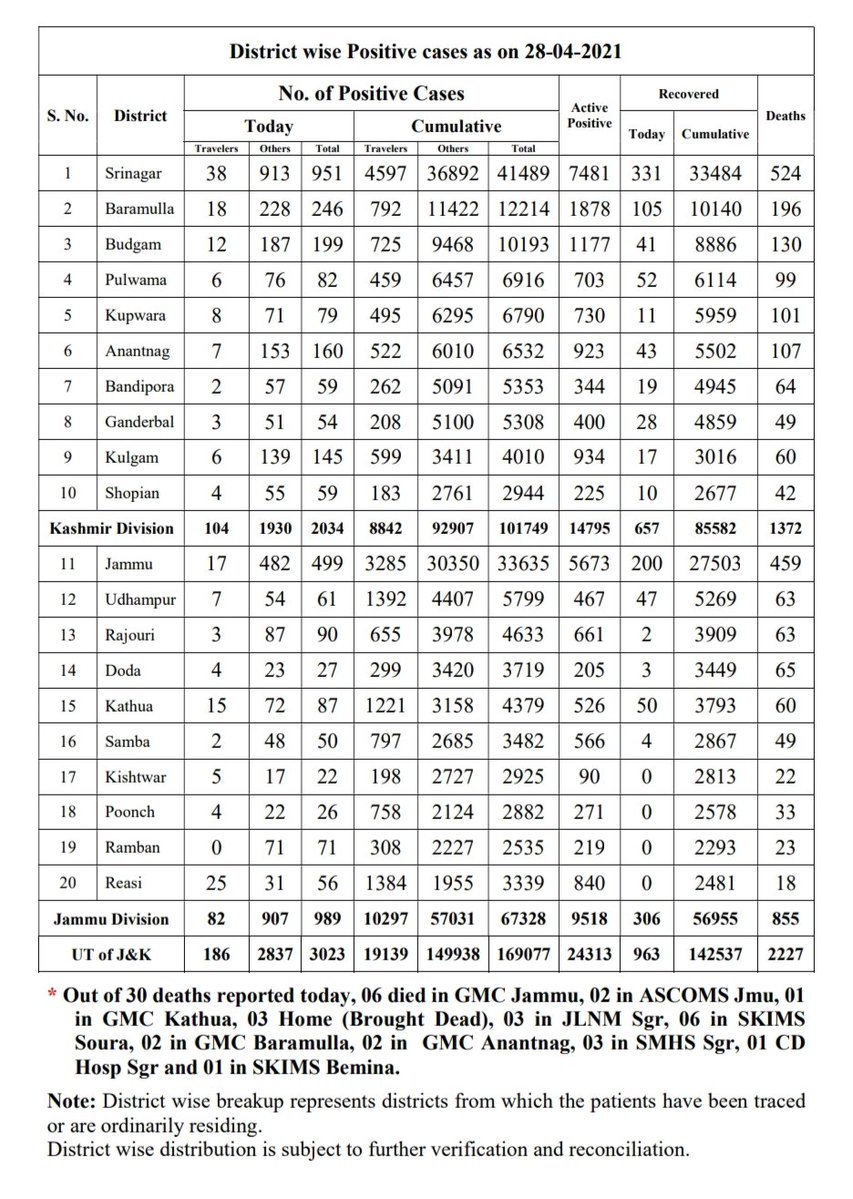 District wise Positive cases as on 28-04-2021
S. No. District No. of Positive Cases Active Positive Recovered Deaths
Today Cumulative Today Cumulative
Travelers Others Total Travelers Others Total
1 Srinagar 38 913 951 4597 36892 41489 7481 331 33484 524
2 Baramulla 18 228 246 792 11422 12214 1878 105 10140 196
3 Budgam 12 187 199 725 9468 10193 1177 41 8886 130
4 Pulwama 6 76 82 459 6457 6916 703 52 6114 99
5 Kupwara 8 71 79 495 6295 6790 730 11 5959 101
6 Anantnag 7 153 160 522 6010 6532 923 43 5502 107
7 Bandipora 2 57 59 262 5091 5353 344 19 4945 64
8 Ganderbal 3 51 54 208 5100 5308 400 28 4859 49
9 Kulgam 6 139 145 599 3411 4010 934 17 3016 60
10 Shopian 4 55 59 183 2761 2944 225 10 2677 42
Kashmir Division 104 1930 2034 8842 92907 101749 14795 657 85582 1372
11 Jammu 17 482 499 3285 30350 33635 5673 200 27503 459
12 Udhampur 7 54 61 1392 4407 5799 467 47 5269 63
13 Rajouri 3 87 90 655 3978 4633 661 2 3909 63
14 Doda 4 23 27 299 3420 3719 205 3 3449 65
15 Kathua 15 72 87 1221 3158 4379 526 50 3793 60
16 Samba 2 48 50 797 2685 3482 566 4 2867 49
17 Kishtwar 5 17 22 198 2727 2925 90 0 2813 22
18 Poonch 4 22 26 758 2124 2882 271 0 2578 33
19 Ramban 0 71 71 308 2227 2535 219 0 2293 23
20 Reasi 25 31 56 1384 1955 3339 840 0 2481 18
Jammu Division 82 907 989 10297 57031 67328 9518 306 56955 855
UT of J&K 186 2837 3023 19139 149938 169077 24313 963 142537 2227
* Out of 30 deaths reported today, 06 died in GMC Jammu, 02 in ASCOMS Jmu, 01
in GMC Kathua, 03 Home (Brought Dead), 03 in JLNM Sgr, 06 in SKIMS
Soura, 02 in GMC Baramulla, 02 in GMC Anantnag, 03 in SMHS Sgr, 01 CD
Hosp Sgr and 01 in SKIMS Bemina.
Note: District wise breakup represents districts from which the patients have been traced
or are ordinarily residing.
District wise distribution is subject to further verification and reconciliation.